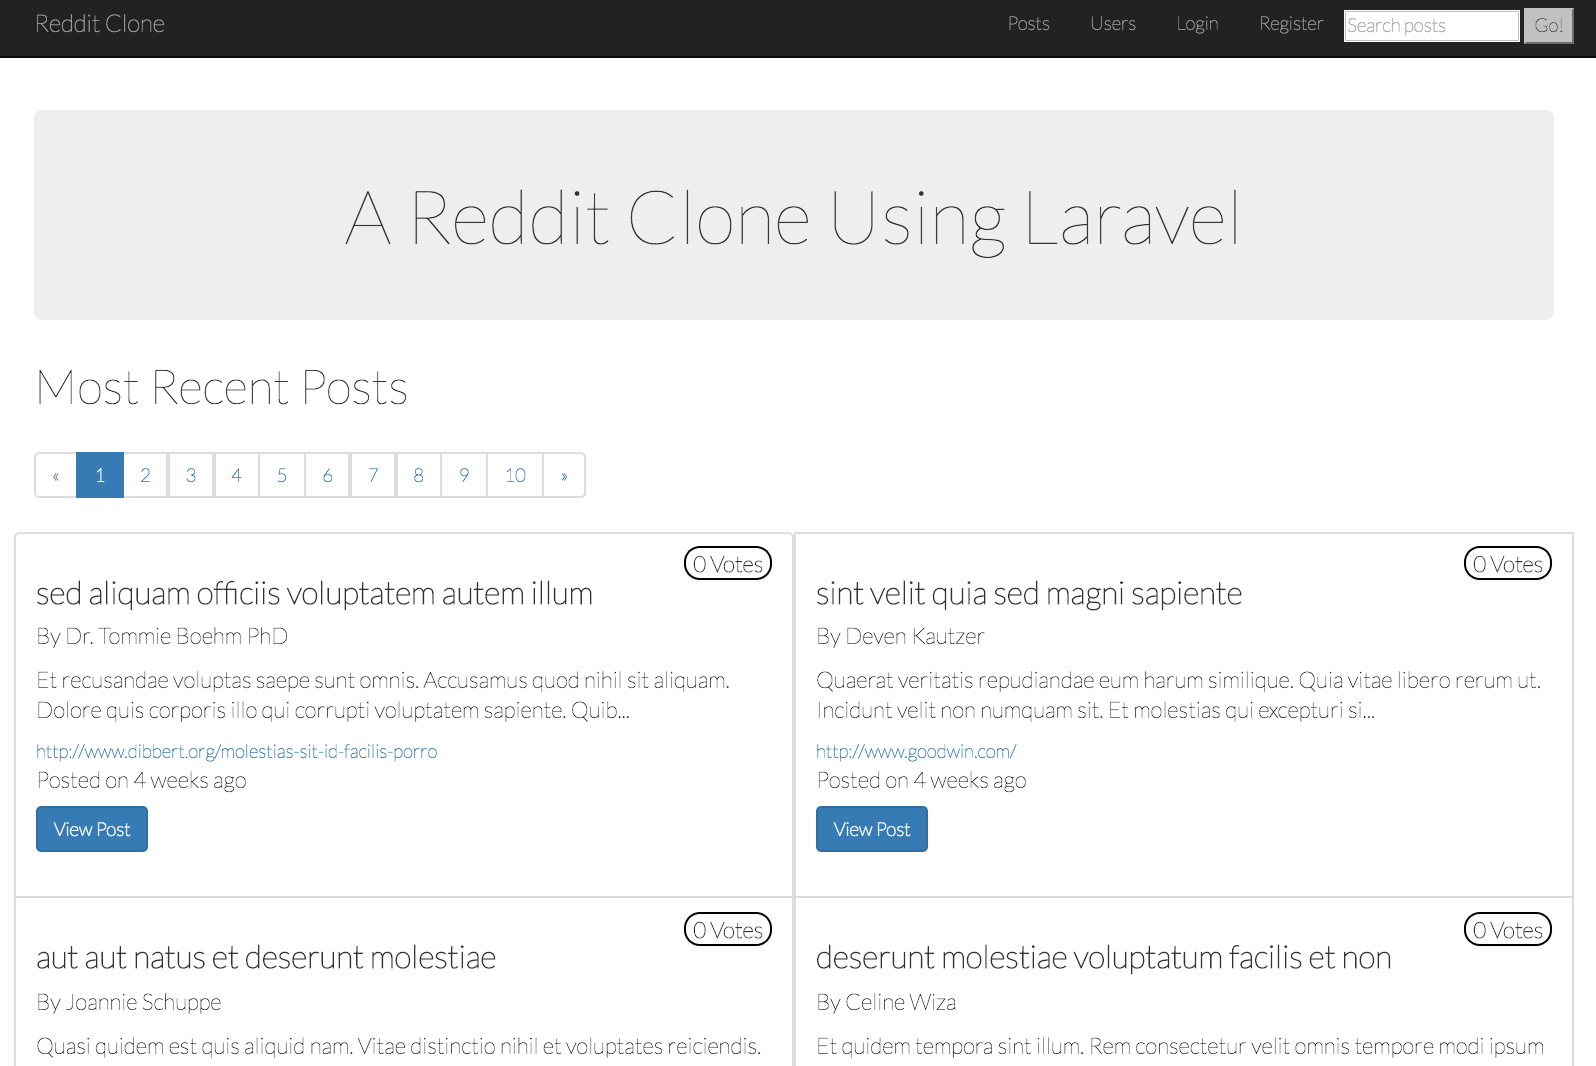 Reddit Clone Posts Users Login Register Search posts Go!
A Reddit Clone Using Laravel
Most Recent Posts
« 1 2 3 4 5 6 7 8 9 10 »
0 Votes
sed aliquam officiis voluptatem autem illum
By Dr. Tommie Boehm PhD
Et recusandae voluptas saepe sunt omnis. Accusamus quod nihil sit aliquam.
Dolore quis corporis illo qui corrupti voluptatem sapiente. Quib...
http://www.dibbert.org/molestias-sit-id-facilis-porro
Posted on 4 weeks ago
View Post
0 Votes
sint velit quia sed magni sapiente
By Deven Kautzer
Quaerat veritatis repudiandae eum harum similique. Quia vitae libero rerum ut.
Incidunt velit non numquam sit. Et molestias qui excepturi si...
http://www.goodwin.com/
Posted on 4 weeks ago
View Post
0 Votes
aut aut natus et deserunt molestiae
By Joannie Schuppe
Quasi quidem est quis aliquid nam. Vitae distinctio nihil et voluptates reiciendis.
0 Votes
deserunt molestiae voluptatum facilis et non
By Celine Wiza
Et quidem tempora sint illum. Rem consectetur velit omnis tempore modi ipsum